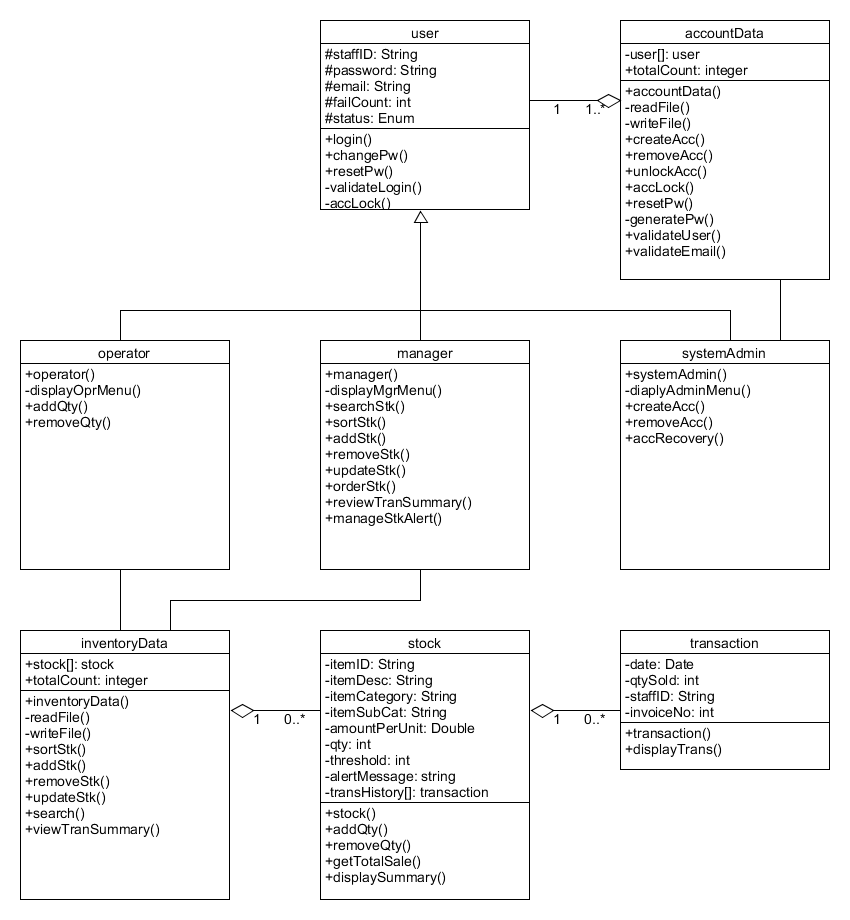 user
#staffID: String
#password: String
#email: String
#failCount: int
#status: Enum
+login()
+changePw()
+resetPw()
-validateLogin()
-accLock()
1
1..*
accountData
-user[]: user
+totalCount: integer
+accountData()
-readFile()
-writeFile()
+createAcc()
+removeAcc()
+unlockAcc()
+accLock()
+resetPw()
-generatePw()
+validateUser()
+validateEmail()
operator
+operator()
-displayOprMenu()
+addQty()
+removeQty()
manager
+manager()
-displayMgrMenu()
+searchStk()
+sortStk()
+addStk()
+removeStk()
+updateStk()
+orderStk()
+reviewTranSummary()
+manageStkAlert()
systemAdmin
+systemAdmin()
-diaplyAdminMenu()
+createAcc()
+removeAcc()
+accRecovery()
inventoryData
+stock[]: stock
+totalCount: integer
+inventoryData()
-readFile()
-writeFile()
+sortStk()
+addStk()
+removeStk()
+updateStk()
+search()
+viewTranSummary()
1
0..*
stock
-itemID: String
-itemDesc: String
-itemCategory: String
-itemSubCat: String
-amountPerUnit: Double
-qty: int
-threshold: int
-alertMessage: string
-transHistory[]: transaction
+stock()
+addQty()
+removeQty()
+getTotalSale()
+displaySummary()
1
0..*
transaction
-date: Date
-qtySold: int
-staffID: String
-invoiceNo: int
+transaction()
+displayTrans()